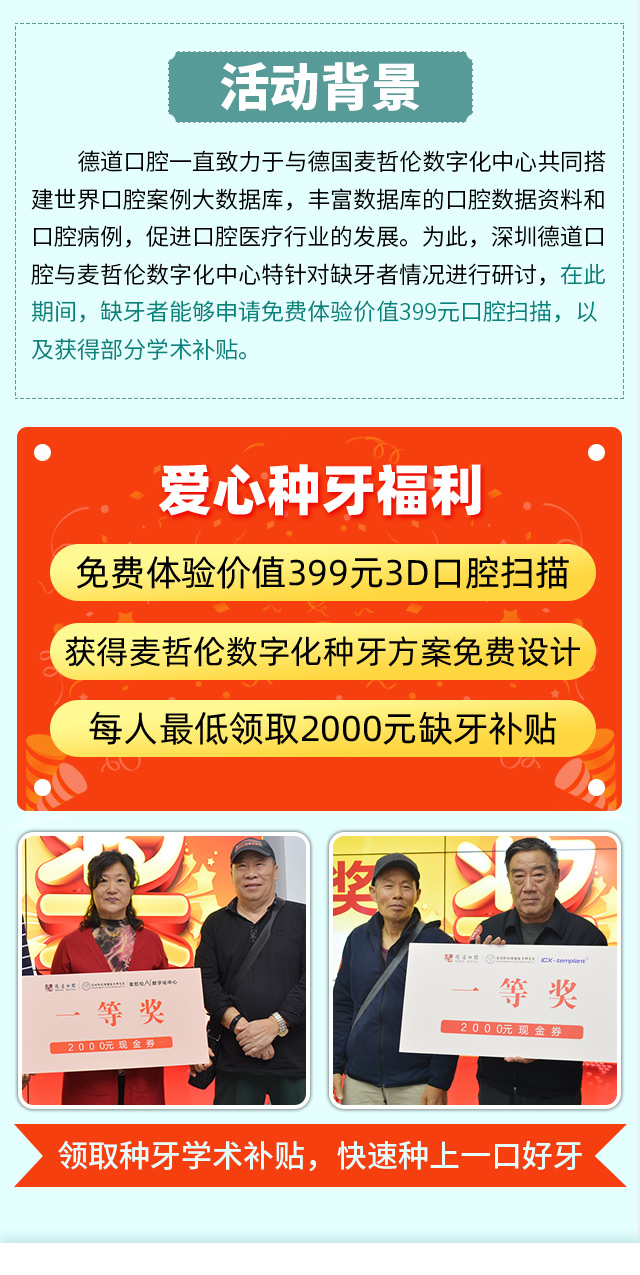 活动背景
德道口腔一直致力于与德国麦哲伦数字化中心共同搭
建世界口腔案例大数据库，丰富数据库的口腔数据资料和
口腔病例，促进口腔医疗行业的发展。为此，深圳德道口
腔与麦哲伦数字化中心特针对缺牙者情况进行研讨，在此
期间，缺牙者能够申请免费体验价值399元口腔扫描，以
及获得部分学术补贴。
爱心种牙福利
免费体验价值399元3D口腔扫描
获得麦哲伦数字化种牙方案免费设计
每人最低领取2000元缺牙补贴
麦哲伦AI数字化中心
一等奖
2000元现金券
奖
德道口腔
ICX-templant
一等奖
2000元现金券
领取种牙学术补贴，快速种上一口好牙